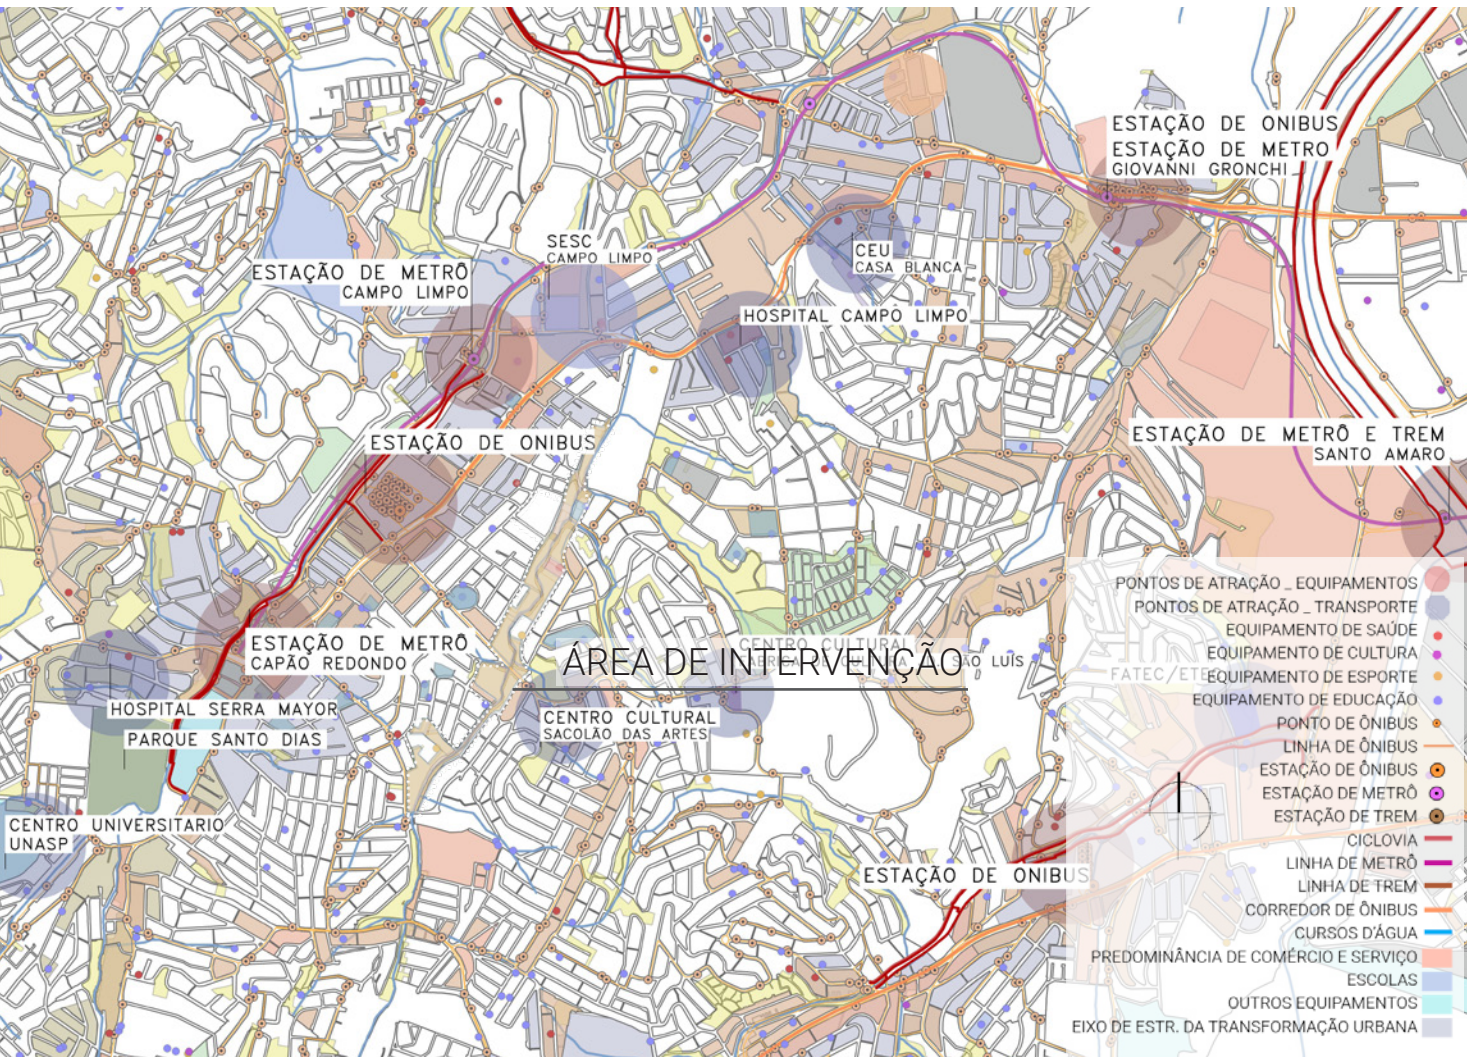 ESTAÇÃO DE ONIBUS
ESTAÇÃO DE METRO
GIOVANNI GRONCHI
SESC
CAMPO LIMPO
CEU
CASA BLANCA
ESTAÇÃO DE METRÔ
CAMPO LIMPO
HOSPITAL CAMPO LIMPO
ESTAÇÃO DE ONIBUS
ESTAÇÃO DE METRÔ E TREM
SANTO AMARO
ESTAÇÃO DE METRÔ
CAPÃO REDONDO
CENTRO CULTURAL
SÃO LUÍS
ÁREA DE INTERVENÇÃO
HOSPITAL SERRA MAYOR
PARQUE SANTO DIAS
CENTRO CULTURAL
SACOLÃO DAS ARTES
FATEC/ETE
CENTRO UNIVERSITARIO
UNASP
ESTAÇÃO DE ONIBUS
PONTOS DE ATRAÇÃO _ EQUIPAMENTOS
PONTOS DE ATRAÇÃO _ TRANSPORTE
EQUIPAMENTO DE SAÚDE
EQUIPAMENTO DE CULTURA
EQUIPAMENTO DE ESPORTE
EQUIPAMENTO DE EDUCAÇÃO
PONTO DE ÔNIBUS
LINHA DE ÔNIBUS
ESTAÇÃO DE ÔNIBUS
ESTAÇÃO DE METRÔ
ESTAÇÃO DE TREM
CICLOVIA
LINHA DE METRÔ
LINHA DE TREM
CORREDOR DE ÔNIBUS
CURSOS D'ÁGUA
PREDOMINÂNCIA DE COMÉRCIO E SERVIÇO
ESCOLAS
OUTROS EQUIPAMENTOS
EIXO DE ESTR. DA TRANSFORMAÇÃO URBANA